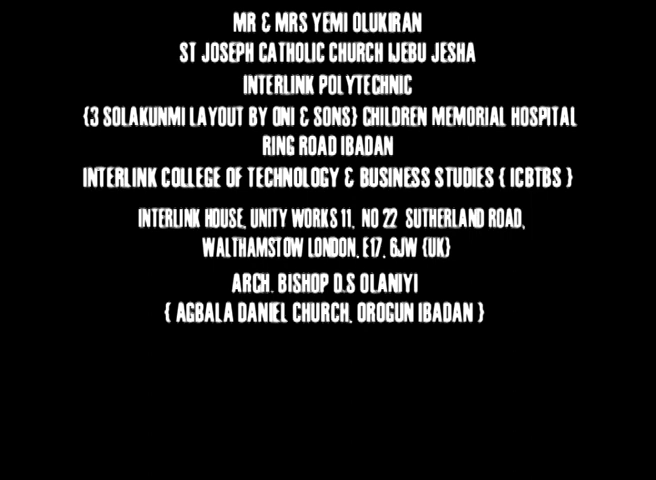 MR & MRS YEMI OLUKIRAN
ST JOSEPH CATHOLIC CHURCH IJEBU JESHA
INTERLINK POLYTECHNIC
{3 SOLAKUNMI LAYOUT BY ONI & SONS} CHILDREN MEMORIAL HOSPITAL
RING ROAD IBADAN
INTERLINK COLLEGE OF TECHNOLOGY & BUSINESS STUDIES { ICBTBS }
INTERLINK HOUSE, UNITY WORKS 11, NO 22 SUTHERLAND ROAD,
WALTHAMSTOW LONDON, E17, 6JW {UK}
ARCH. BISHOP D.S OLANIYI
{ AGBALA DANIEL CHURCH, OROGUN IBADAN }